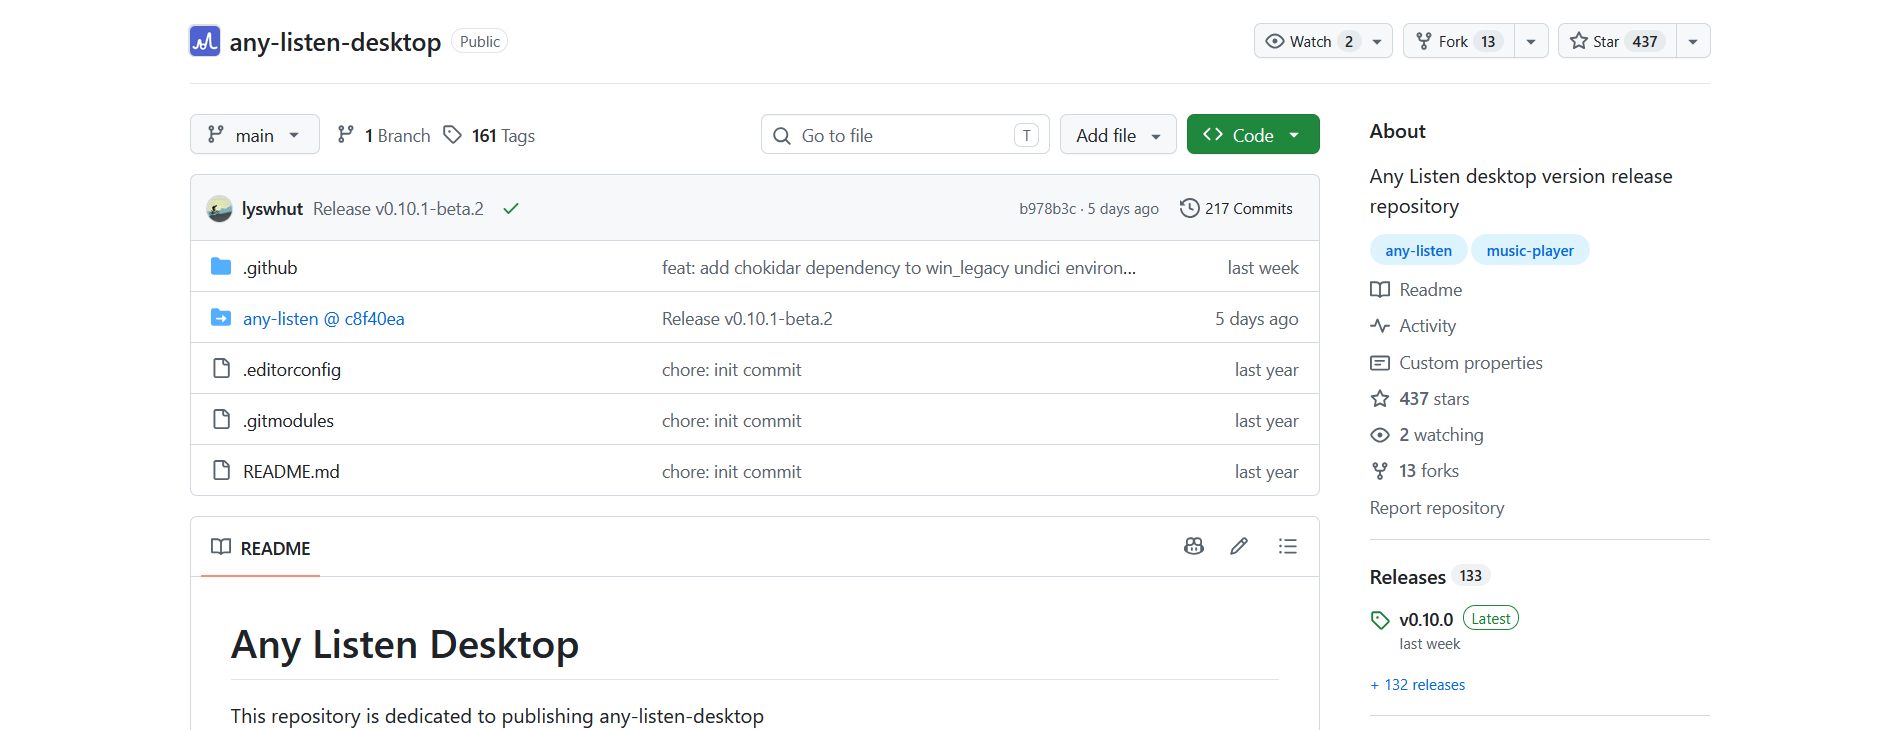 any-listen-desktop Public
Watch 2 Fork 13 Star 437
main 1 Branch 161 Tags Go to file T Add file Code
lyswhut Release v0.10.1-beta.2 b978b3c · 5 days ago 217 Commits
.github feat: add chokidar dependency to win_legacy undici environ... last week
any-listen @ c8f40ea Release v0.10.1-beta.2 5 days ago
.editorconfig chore: init commit last year
.gitmodules chore: init commit last year
README.md chore: init commit last year
README
Any Listen Desktop
This repository is dedicated to publishing any-listen-desktop
About
Any Listen desktop version release
repository
any-listen music-player
Readme
Activity
Custom properties
437 stars
2 watching
13 forks
Report repository
Releases 133
v0.10.0 Latest
last week
+ 132 releases